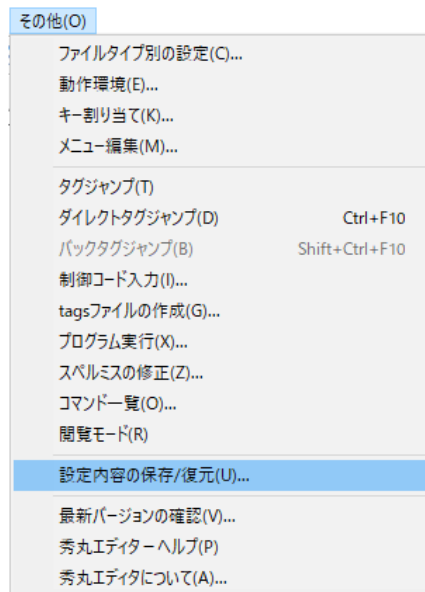 その他(O)
ファイルタイプ別の設定(C)...
動作環境(E)...
キー割り当て(K)...
メニュー編集(M)...
タグジャンプ(T)
ダイレクトタグジャンプ(D) Ctrl+F10
バックタグジャンプ(B) Shift+Ctrl+F10
制御コード入力(I)...
tagsファイルの作成(G)...
プログラム実行(X)...
スペルミスの修正(Z)...
コマンド一覧(O)...
閲覧モード(R)
設定内容の保存/復元(U)...
最新バージョンの確認(V)...
秀丸エディターヘルプ(P)
秀丸エディタについて(A)...